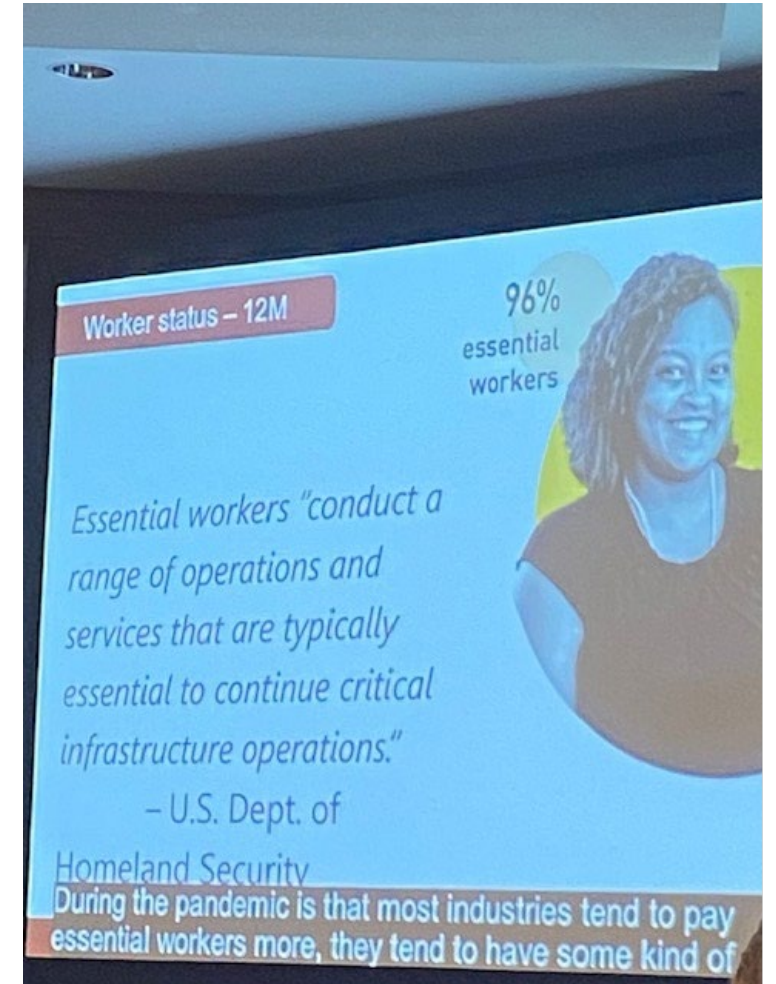 Worker status – 12M
96%
essential
workers
Essential workers "conduct a
range of operations and
services that are typically
essential to continue critical
infrastructure operations."
– U.S. Dept. of
Homeland Security
During the pandemic is that most industries tend to pay
essential workers more, they tend to have some kind of